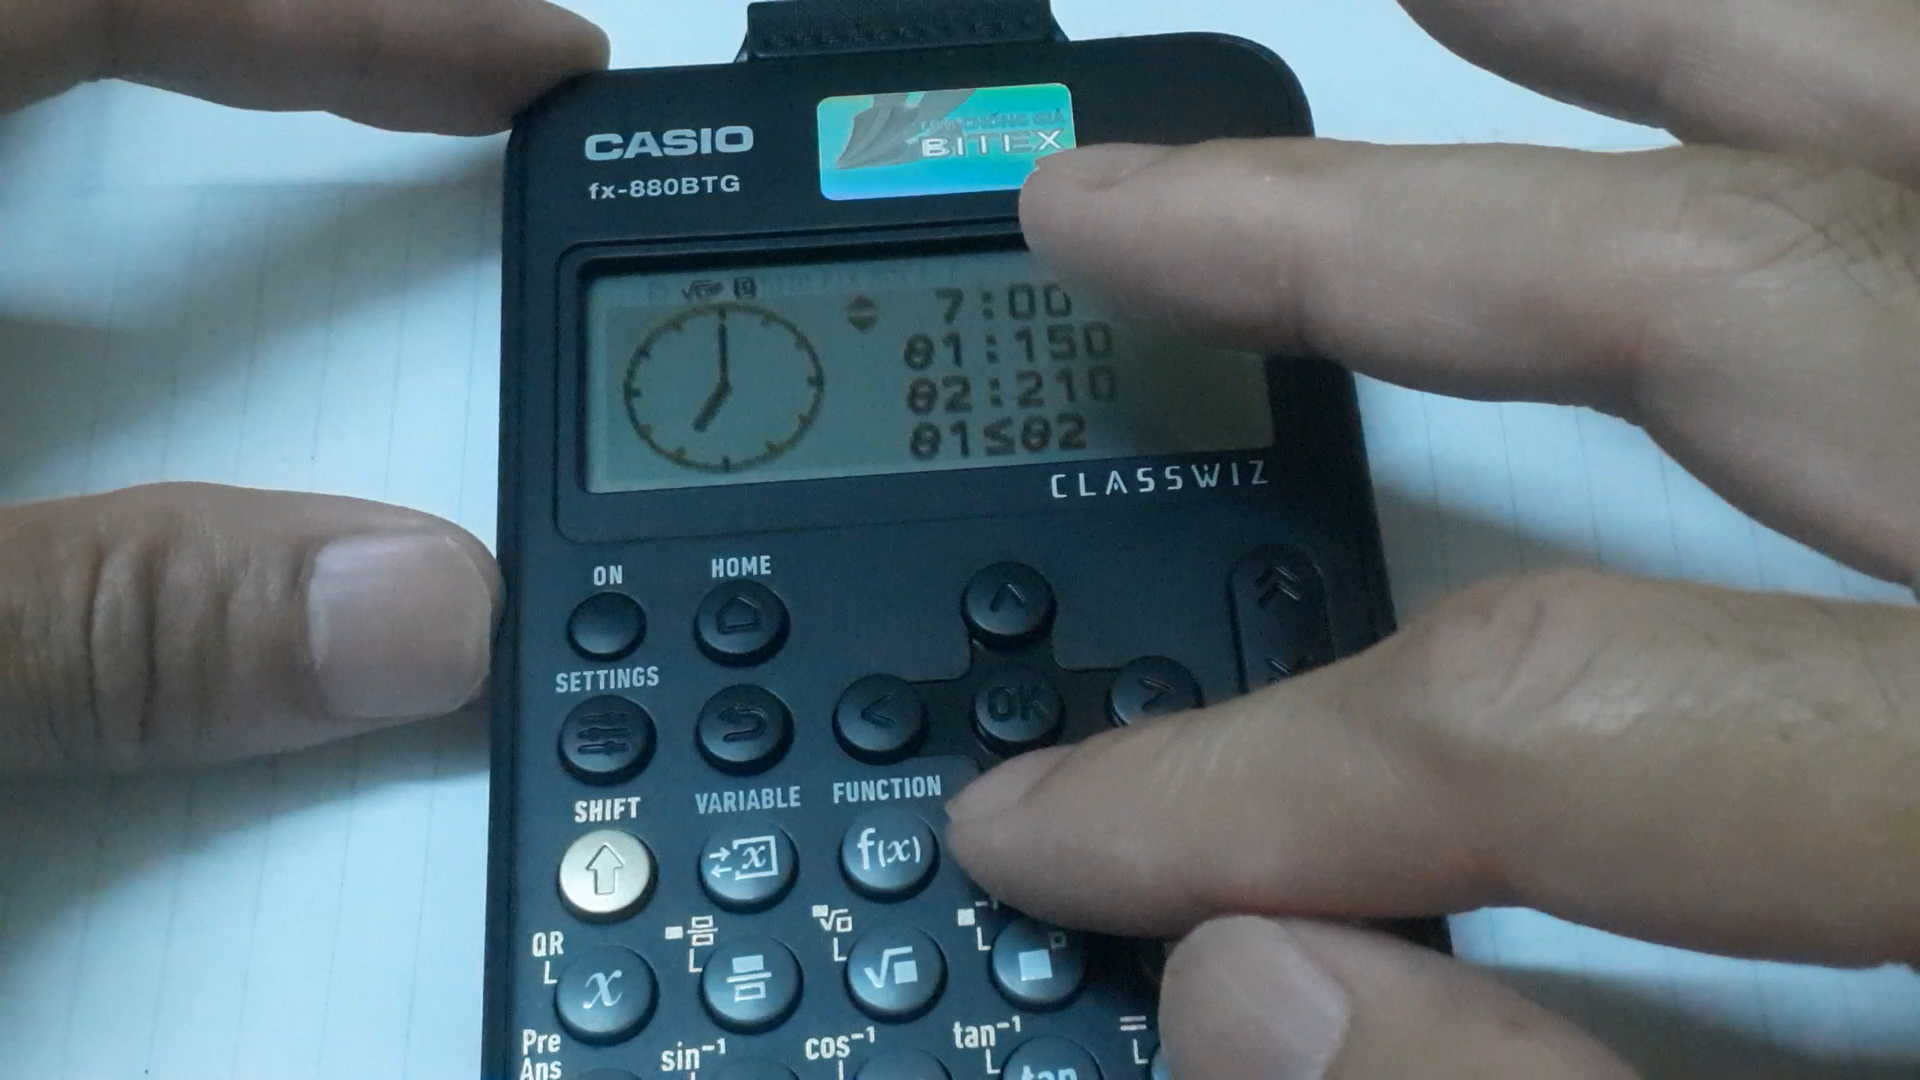 CASIO
fx-880BTG
BITEX
7:00
θ1:150
θ2:210
θ1≤θ2
CLASSWIZ
ON
HOME
OK
SETTINGS
SHIFT
VARIABLE
FUNCTION
x
f(x)
QR
x
Pre
Ans
sin⁻¹
cos⁻¹
tan⁻¹
=
tan